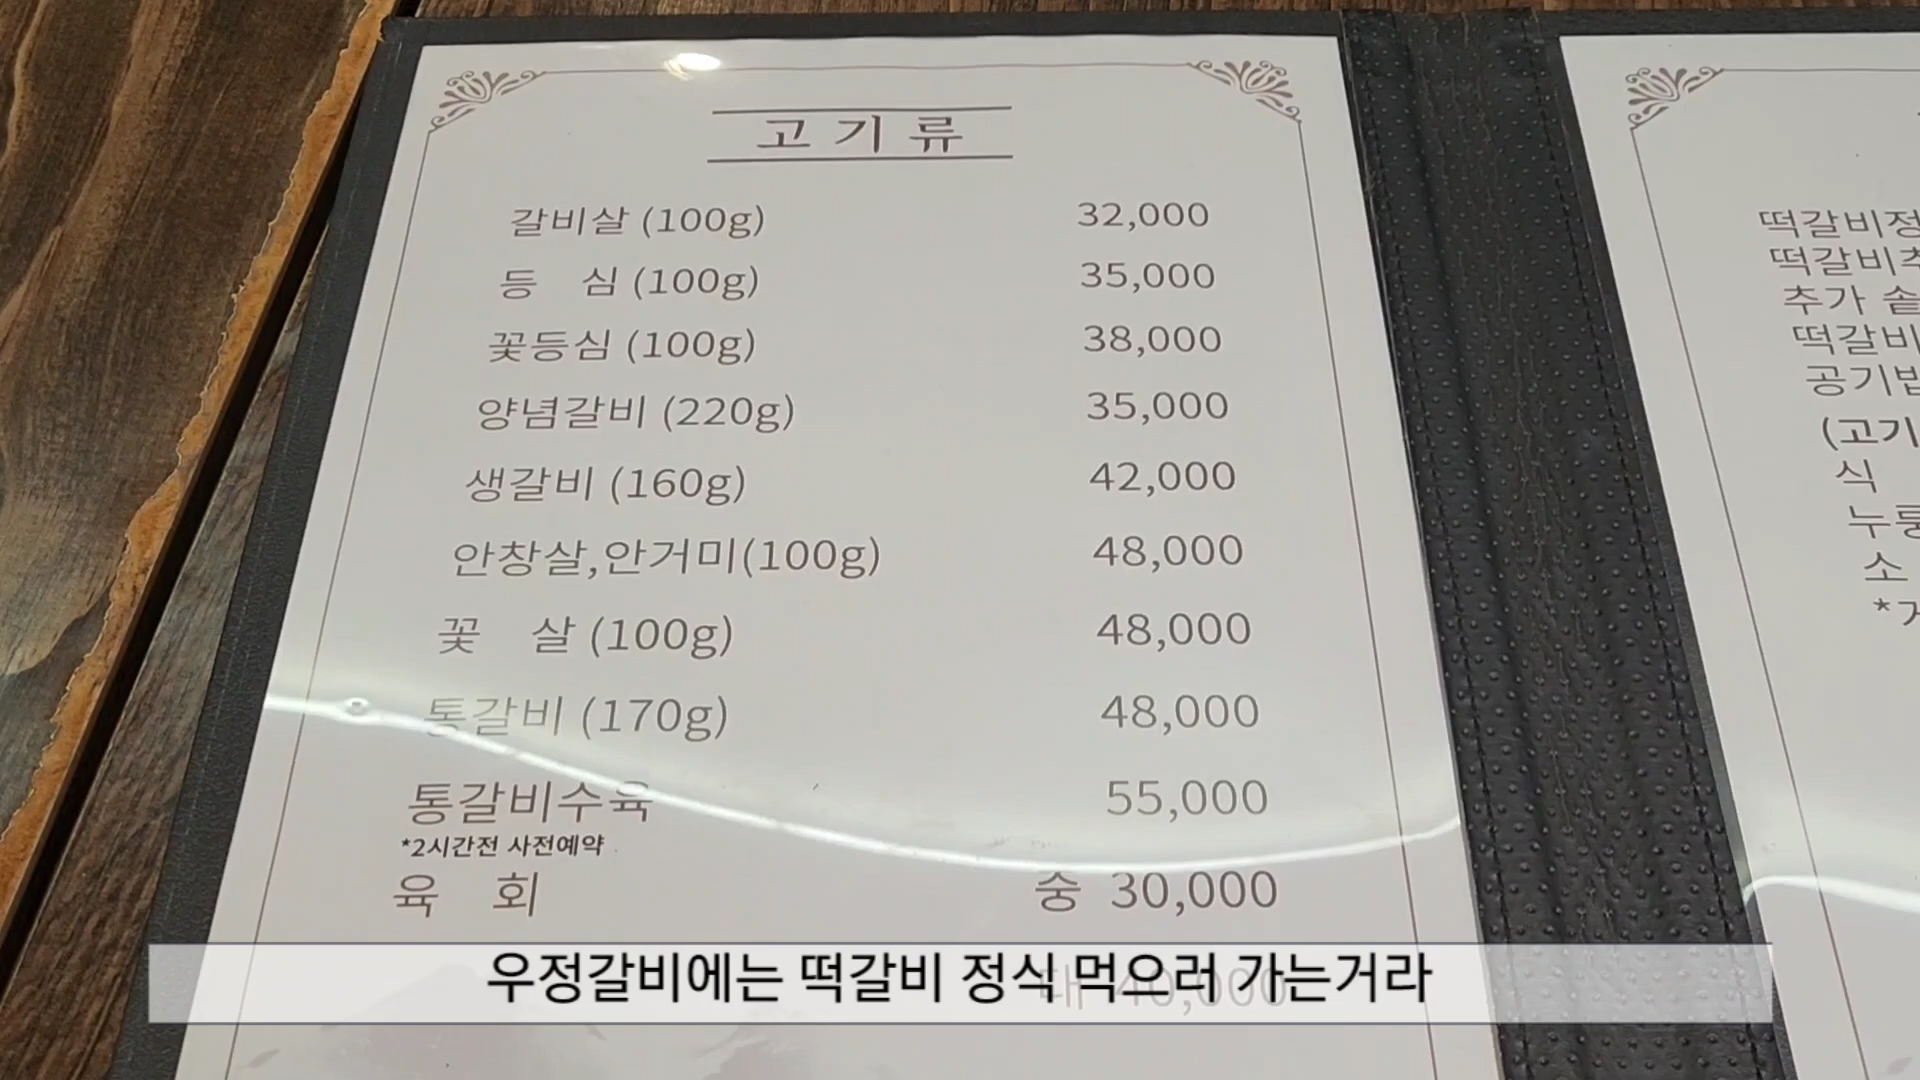 고기류
갈비살 (100g) 32,000
등 심 (100g) 35,000
꽃등심 (100g) 38,000
양념갈비 (220g) 35,000
생갈비 (160g) 42,000
안창살,안거미(100g) 48,000
꽃 살 (100g) 48,000
통갈비 (170g) 48,000
통갈비수육 55,000
*2시간전 사전예약
육 회 중 30,000
대 40,000
떡갈비정
떡갈비추
추가 솥
떡갈비
공기밥
(고기
식
누룽
소
우정갈비에는 떡갈비 정식 먹으러 가는거라